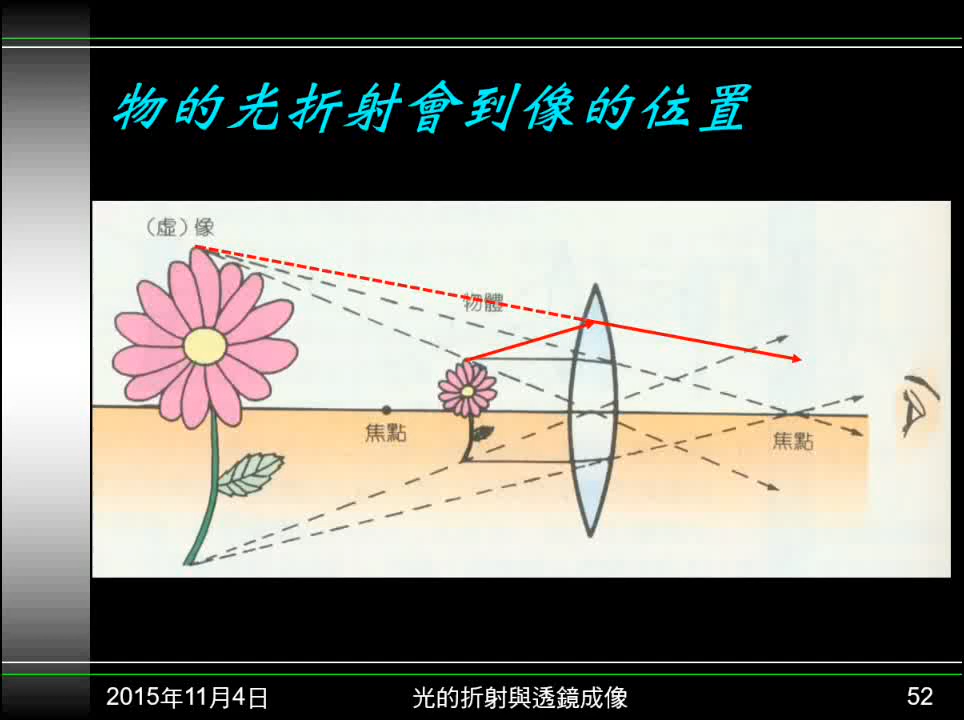 物的光折射會到像的位置
（虛）像
物體
焦點
焦點
2015年11月4日
光的折射與透鏡成像
52